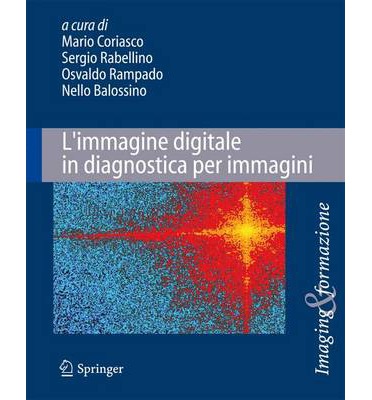 a cura di
Mario Coriasco
Sergio Rabellino
Osvaldo Rampado
Nello Balossino
L'immagine digitale
in diagnostica per immagini
Imaging & formazione
Springer